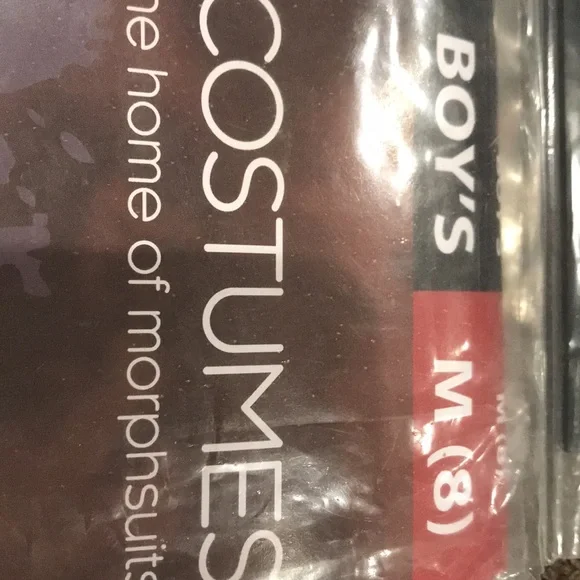 BOY'S M (8)
COSTUMES
he home of morphsuits